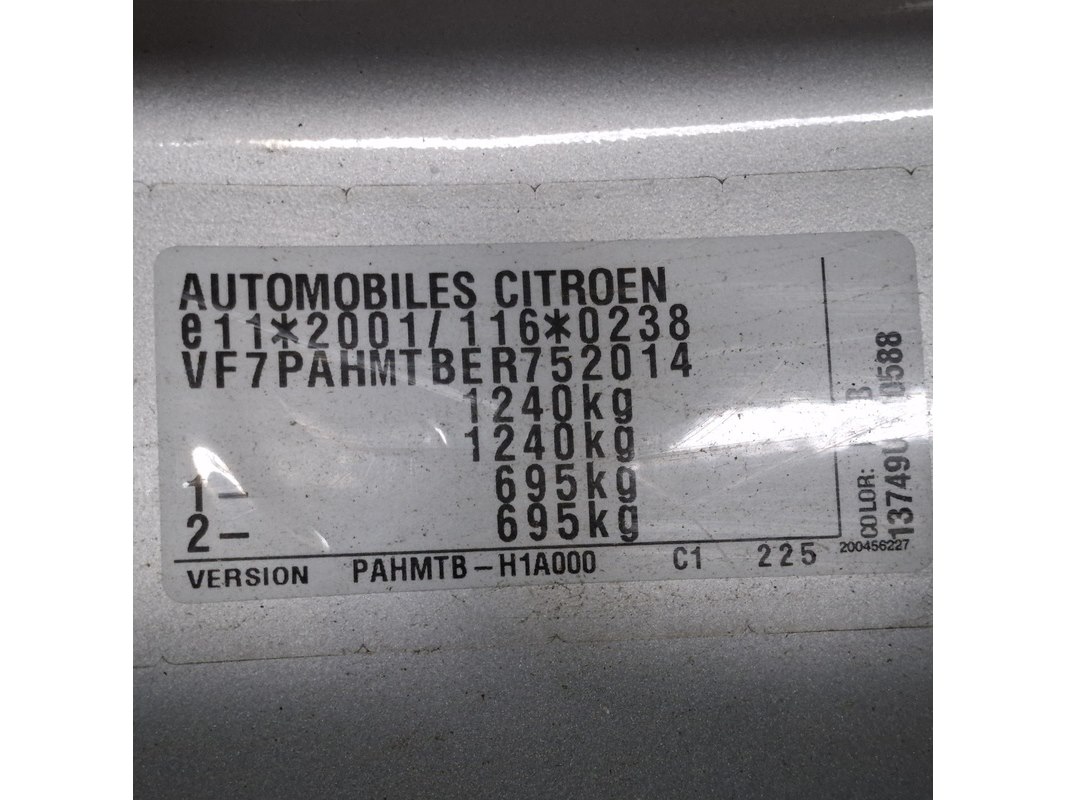 AUTOMOBILES CITROEN
e11*2001/116*0238
VF7PAHMTBER752014
1240kg
1240kg
1- 695kg
2- 695kg
VERSION PAHMTB-H1A000 C1 225
COLOR:
200456227